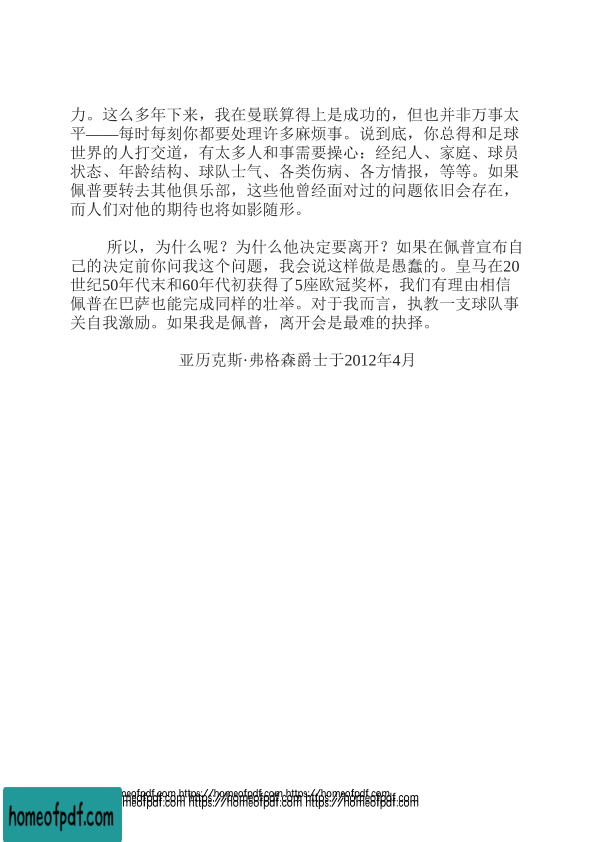 力。这么多年下来，我在曼联算得上是成功的，但也并非万事太
平——每时每刻你都要处理许多麻烦事。说到底，你总得和足球
世界的人打交道，有太多人和事需要操心：经纪人、家庭、球员
状态、年龄结构、球队士气、各类伤病、各方情报，等等。如果
佩普要转去其他俱乐部，这些他曾经面对过的问题依旧会存在，
而人们对他的期待也将如影随形。
所以，为什么呢？为什么他决定要离开？如果在佩普宣布自
己的决定前你问我这个问题，我会说这样做是愚蠢的。皇马在20
世纪50年代末和60年代初获得了5座欧冠奖杯，我们有理由相信
佩普在巴萨也能完成同样的壮举。对于我而言，执教一支球队事
关自我激励。如果我是佩普，离开会是最难的抉择。
亚历克斯·弗格森爵士于2012年4月
meofpdf.com https://homeofpdf.com https://homeofpdf.com
meofpdf.com https://homeofpdf.com https://homeofpdf.com
homeofpdf.com